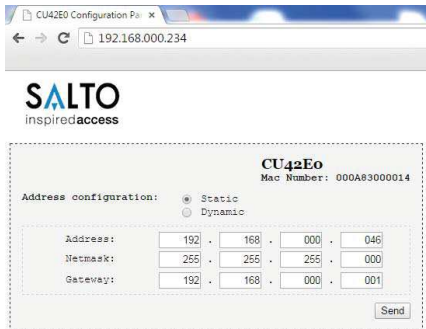 CU42E0 Configuration Pa
192.168.000.234
SALTO
inspiredaccess
CU42E0
Mac Number: 000A83000014
Address configuration: Static
Dynamic
Address: 192 . 168 . 000 . 046
Netmask: 255 . 255 . 255 . 000
Gateway: 192 . 168 . 000 . 001
Send